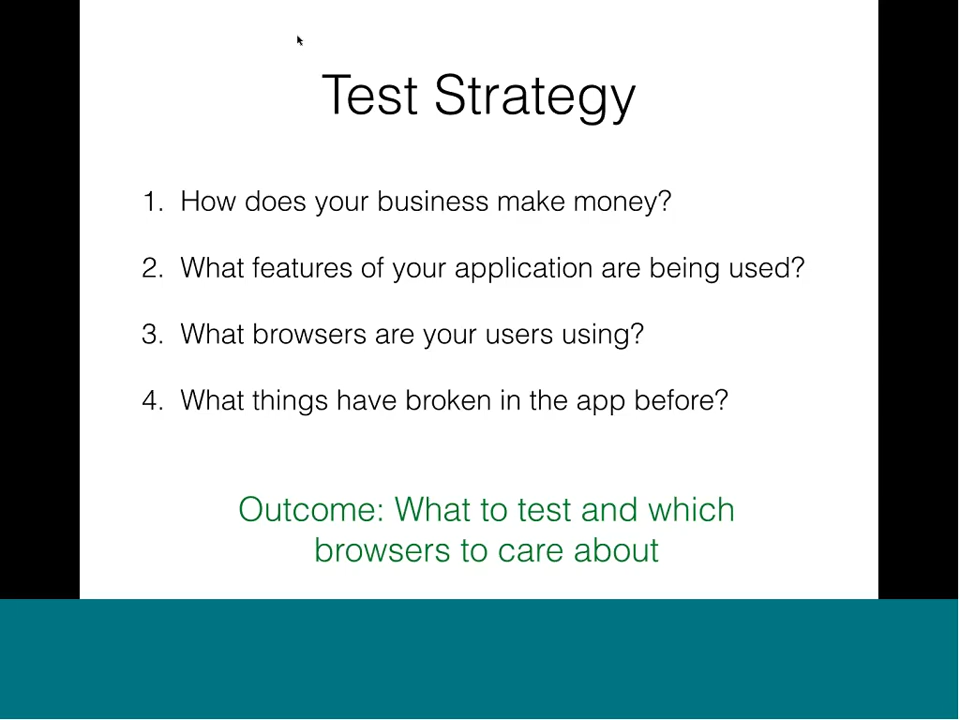 Test Strategy
1. How does your business make money?
2. What features of your application are being used?
3. What browsers are your users using?
4. What things have broken in the app before?
Outcome: What to test and which
browsers to care about